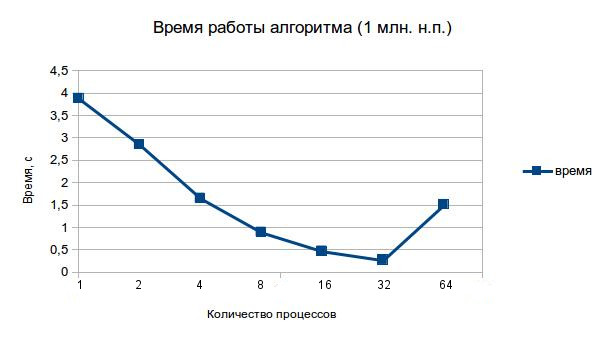 Время работы алгоритма (1 млн. н.п.)
4,5
4
3,5
3
2,5
2
1,5
1
0,5
0
Время, с
1 2 4 8 16 32 64
Количество процессов
время